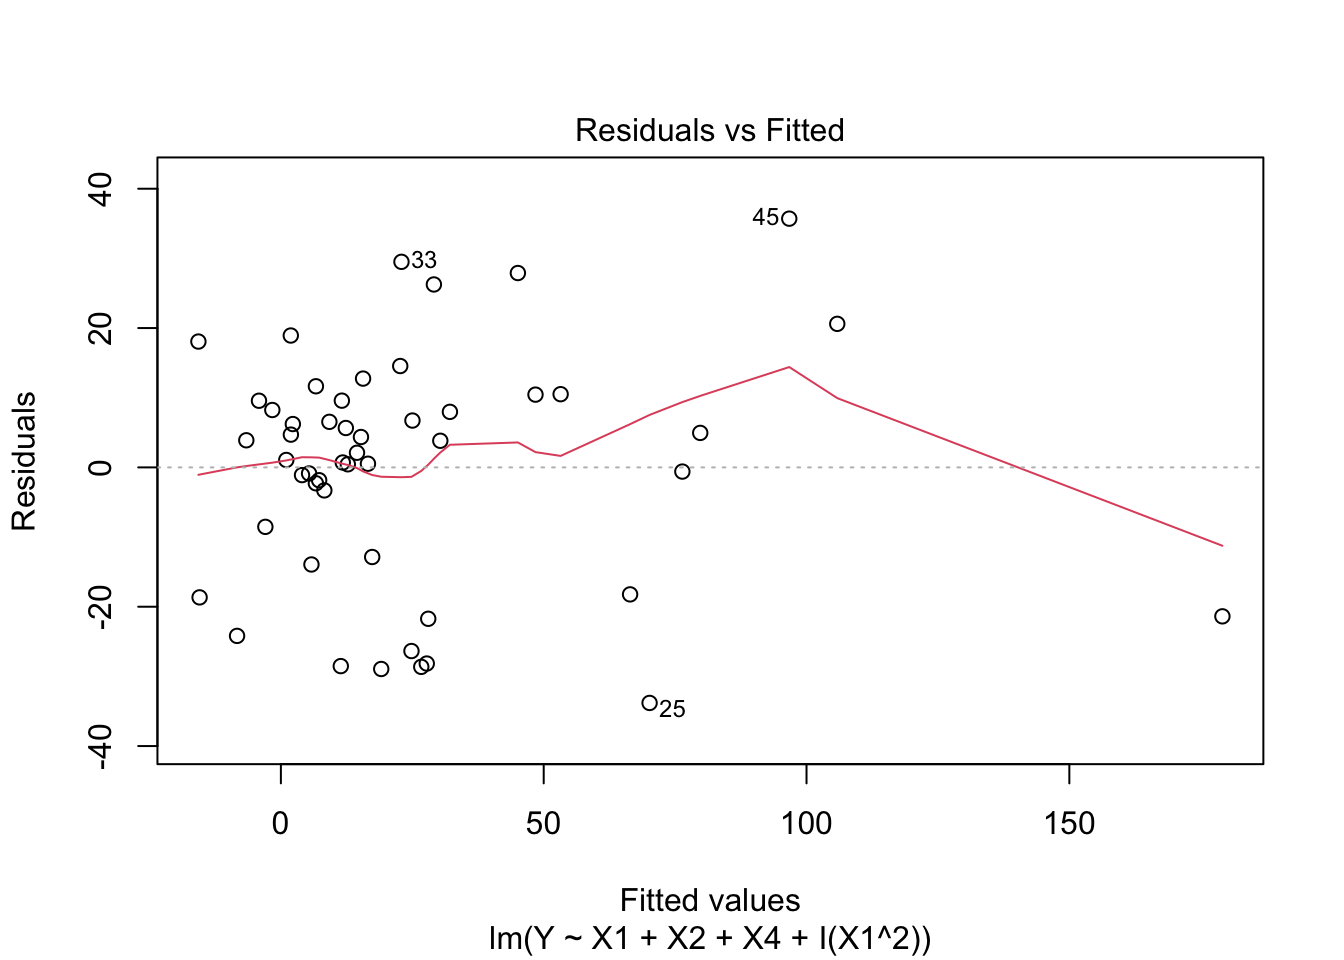 Residuals vs Fitted
Residuals
40
20
0
-20
-40
45
33
25
0 50 100 150
Fitted values
lm(Y ~ X1 + X2 + X4 + I(X1^2))